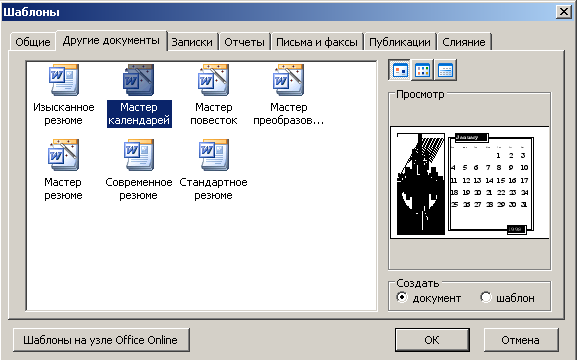 Шаблоны
Общие Другие документы Записки Отчеты Письма и факсы Публикации Слияние
Изысканное резюме
Мастер календарей
Мастер повесток
Мастер преобразов...
Мастер резюме
Современное резюме
Стандартное резюме
Просмотр
January
1 2 3
4 5 6 7 8 9 10
11 12 13 14 15 16 17
18 19 20 21 22 23 24
25 26 27 28 29 30 31
Создать
документ шаблон
Шаблоны на узле Office Online
ОК
Отмена